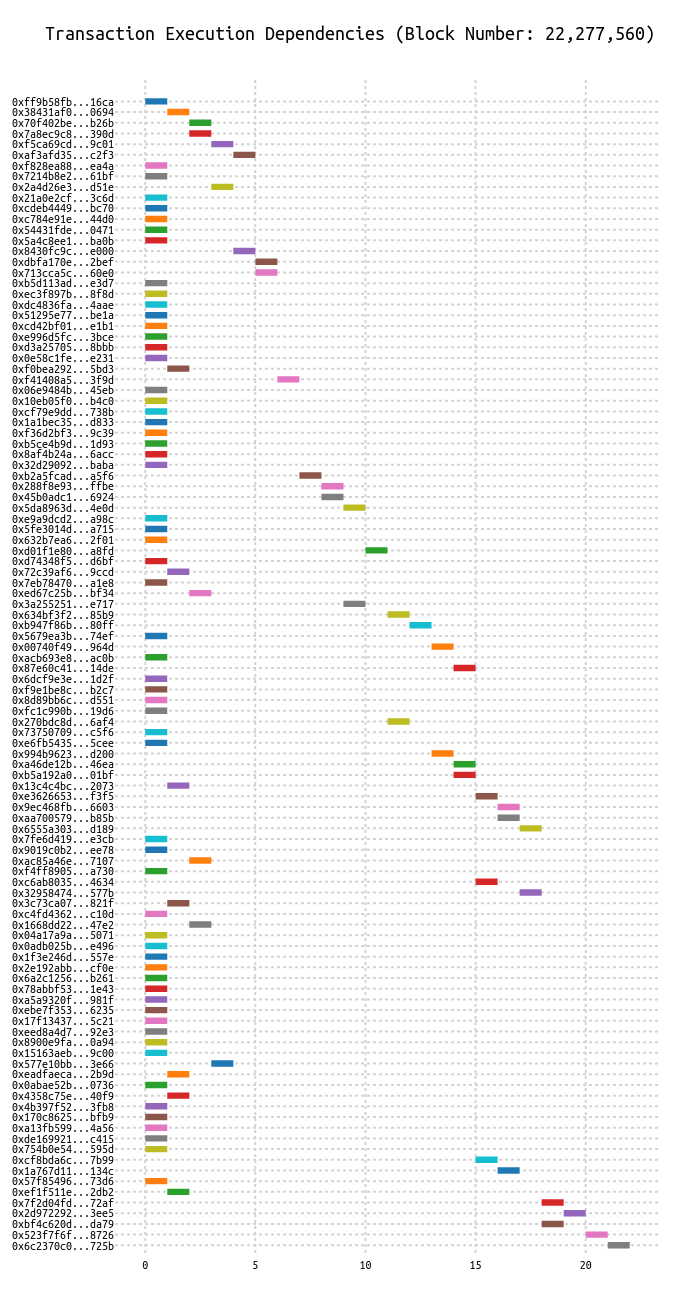 Transaction Execution Dependencies (Block Number: 22,277,560)
0xff9b58fb...16ca
0x38431af0...0694
0x70f402be...b26b
0x7a8ec9c8...390d
0xf5ca69cd...9c01
0xaf3afd35...c2f3
0xf828ea88...ea4a
0x7214b8e2...61bf
0x2a4d26e3...d51e
0x21a0e2cf...3c6d
0xcdeb4449...bc70
0xc784e91e...44d0
0x54431fde...0471
0x5a4c8ee1...ba0b
0x8430fc9c...e000
0xdbfa170e...2bef
0x713cca5c...60e0
0xb5d113ad...e3d7
0xec3f897b...8f8d
0xdc4836fa...4aae
0x51295e77...be1a
0xcd42bf01...e1b1
0xe996d5fc...3bce
0xd3a25705...8bbb
0x0e58c1fe...e231
0xf0bea292...5bd3
0xf41408a5...3f9d
0x06e9484b...45eb
0x10eb05f0...b4c0
0xcf79e9dd...738b
0x1a1bec35...d833
0xf36d2bf3...9c39
0xb5ce4b9d...1d93
0x8af4b24a...6acc
0x32d29092...baba
0xb2a5fcad...a5f6
0x288f8e93...ffbe
0x45b0adc1...6924
0x5da8963d...4e0d
0xe9a9dcd2...a98c
0x5fe3014d...a715
0x632b7ea6...2f01
0xd01f1e80...a8fd
0xd74348f5...d6bf
0x72c39af6...9ccd
0x7eb78470...a1e8
0xed67c25b...bf34
0x3a255251...e717
0x634bf3f2...85b9
0xb947f86b...80ff
0x5679ea3b...74ef
0x00740f49...964d
0xacb693e8...ac0b
0x87e60c41...14de
0x6dcf9e3e...1d2f
0xf9e1be8c...b2c7
0x8d89bb6c...d551
0xfc1c990b...19d6
0x270bdc8d...6af4
0x73750709...c5f6
0xe6fb5435...5cee
0x994b9623...d200
0xa46de12b...46ea
0xb5a192a0...01bf
0x13c4c4bc...2073
0xe3626653...f3f5
0x9ec468fb...6603
0xaa700579...b85b
0x6555a303...d189
0x7fe6d419...e3cb
0x9019c0b2...ee78
0xac85a46e...7107
0xf4ff8905...a730
0xc6ab8035...4634
0x32958474...577b
0x3c73ca07...821f
0xc4fd4362...c10d
0x1668dd22...47e2
0x04a17a9a...5071
0x0adb025b...e496
0x1f3e246d...557e
0x2e192abb...cf0e
0x6a2c1256...b261
0x78abbf53...1e43
0xa5a9320f...981f
0xebe7f353...6235
0x17f13437...5c21
0xeed8a4d7...92e3
0x8900e9fa...0a94
0x15163aeb...9c00
0x577e10bb...3e66
0xeadfaeca...2b9d
0x0abae52b...0736
0x4358c75e...40f9
0x4b397f52...3fb8
0x170c8625...bfb9
0xa13fb599...4a56
0xde169921...c415
0x754b0e54...595d
0xcf8bda6c...7b99
0x1a767d11...134c
0x57f85496...73d6
0xef1f511e...2db2
0x7f2d04fd...72af
0x2d972292...3ee5
0xbf4c620d...da79
0x523f7f6f...8726
0x6c2370c0...725b
0 5 10 15 20